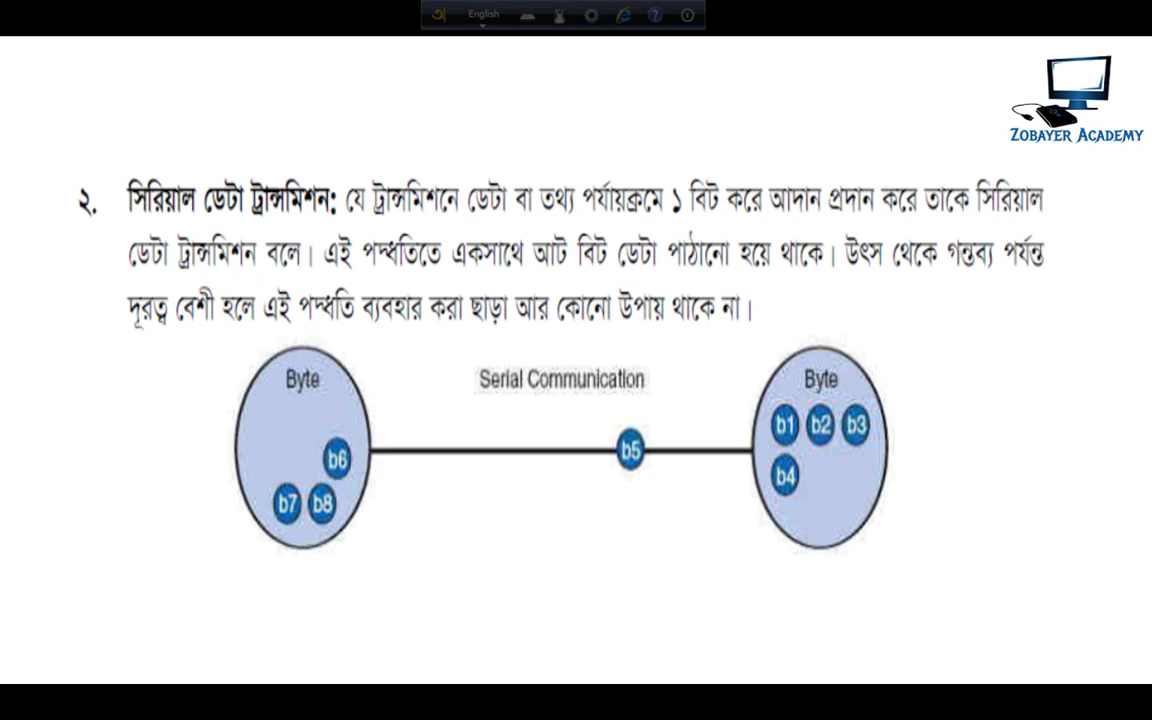 English
ZOBAYER ACADEMY
২. সিরিয়াল ডেটা ট্রান্সমিশন: যে ট্রান্সমিশনে ডেটা বা তথ্য পর্যায়ক্রমে ১ বিট করে আদান প্রদান করে তাকে সিরিয়াল
ডেটা ট্রান্সমিশন বলে। এই পদ্ধতিতে একসাথে আট বিট ডেটা পাঠানো হয়ে থাকে। উৎস থেকে গন্তব্য পর্যন্ত
দূরত্ব বেশী হলে এই পদ্ধতি ব্যবহার করা ছাড়া আর কোনো উপায় থাকে না।
Byte
Serial Communication
Byte
b1 b2 b3
b5
b6
b4
b7 b8